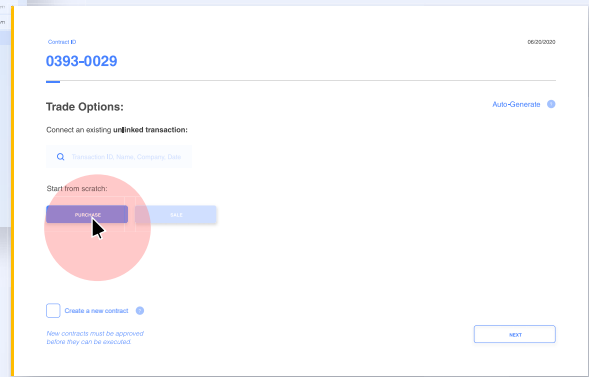 Contract ID
06/20/2020
0393-0029
Trade Options:
Auto-Generate
Connect an existing unlinked transaction:
Transaction ID, Name, Company, Date
Start from scratch:
PURCHASE
SALE
Create a new contract
New contracts must be approved
before they can be executed.
NEXT